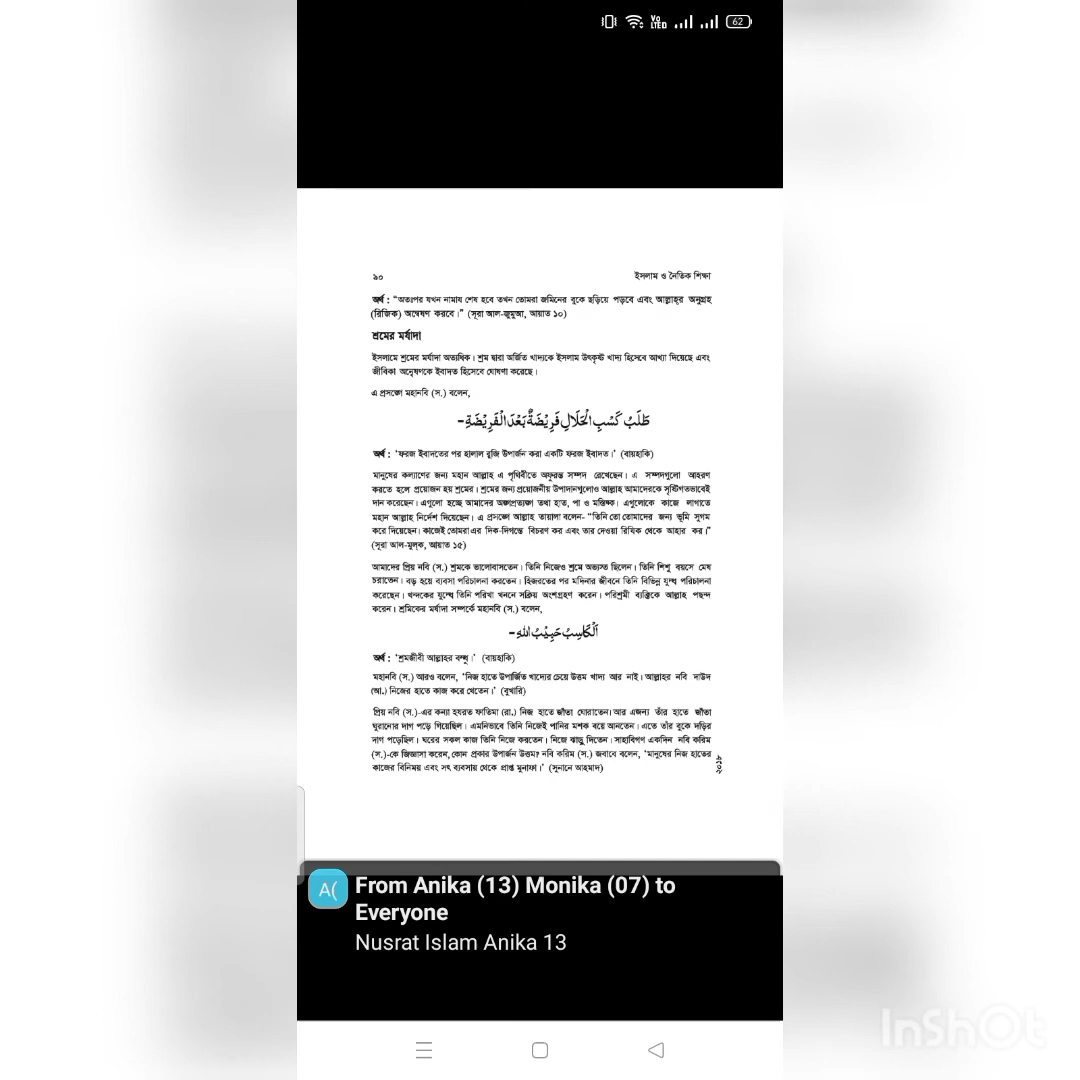 Vo
LTED
62
৯০ ইসলাম ও নৈতিক শিক্ষা
অর্থ : “অতঃপর যখন নামায শেষ হবে তখন তোমরা জমিনের বুকে ছড়িয়ে পড়বে এবং আল্লাহর অনুগ্রহ
(রিজিক) অন্বেষণ করবে।” (সূরা আল-জুমুআ, আয়াত ১০)
শ্রমের মর্যাদা
ইসলামে শ্রমের মর্যাদা অত্যধিক। শ্রম দ্বারা অর্জিত খাদ্যকে ইসলাম উৎকৃষ্ট খাদ্য হিসেবে আখ্যা দিয়েছে এবং
জীবিকা অন্বেষণকে ইবাদত হিসেবে ঘোষণা করেছে।
এ প্রসঙ্গে মহানবি (স.) বলেন,
طَلَبُ كَسْبِ الْحَلَالِ فَرِيْضَةٌ بَعْدَ الْفَرِيْضَةِ-
অর্থ : ‘ফরজ ইবাদতের পর হালাল রুজি উপার্জন করা একটি ফরজ ইবাদত।’ (বায়হাকি)
মানুষের কল্যাণের জন্য মহান আল্লাহ এ পৃথিবীতে অফুরন্ত সম্পদ রেখেছেন। এ সম্পদগুলো আহরণ
করতে হলে প্রয়োজন হয় শ্রমের। শ্রমের জন্য প্রয়োজনীয় উপাদানগুলোও আল্লাহ আমাদেরকে সৃষ্টিগতভাবেই
দান করেছেন। এগুলো হচ্ছে আমাদের অঙ্গপ্রত্যঙ্গ তথা হাত, পা ও মস্তিষ্ক। এগুলোকে কাজে লাগাতে
মহান আল্লাহ নির্দেশ দিয়েছেন। এ প্রসঙ্গে আল্লাহ তায়ালা বলেন- “তিনি তো তোমাদের জন্য ভূমি সুগম
করে দিয়েছেন। কাজেই তোমরা এর দিক-দিগন্তে বিচরণ কর এবং তার দেওয়া রিযিক থেকে আহার কর।”
(সূরা আল-মুলক, আয়াত ১৫)
আমাদের প্রিয় নবি (স.) শ্রমকে ভালোবাসতেন। তিনি নিজেও শ্রমে অভ্যস্ত ছিলেন। তিনি শিশু বয়সে মেষ
চরাতেন। বড় হয়ে ব্যবসা পরিচালনা করতেন। হিজরতের পর মদিনার জীবনে তিনি বিভিন্ন যুদ্ধ পরিচালনা
করেছেন। খন্দকের যুদ্ধে তিনি পরিখা খননে সক্রিয় অংশগ্রহণ করেন। পরিশ্রমী ব্যক্তিকে আল্লাহ পছন্দ
করেন। শ্রমিকের মর্যাদা সম্পর্কে মহানবি (স.) বলেন,
اَلْكَاسِبُ حَبِيْبُ اللهِ-
অর্থ : ‘শ্রমজীবী আল্লাহর বন্ধু।’ (বায়হাকি)
মহানবি (স.) আরও বলেন, ‘নিজ হাতে উপার্জিত খাদ্যের চেয়ে উত্তম খাদ্য আর নাই। আল্লাহর নবি দাউদ
(আ.) নিজের হাতে কাজ করে খেতেন।’ (বুখারি)
প্রিয় নবি (স.)-এর কন্যা হযরত ফাতিমা (রা.) নিজ হাতে জাঁতা ঘোরাতেন। আর এজন্য তাঁর হাতে জাঁতা
ঘুরানোর দাগ পড়ে গিয়েছিল। এমনিভাবে তিনি নিজেই পানির মশক বয়ে আনতেন। এতে তাঁর বুকে দড়ির
দাগ পড়েছিল। ঘরের সকল কাজ তিনি নিজে করতেন। নিজে ঝাড়ু দিতেন। সাহাবিগণ একদিন নবি করিম
(স.)-কে জিজ্ঞাসা করেন, কোন প্রকার উপার্জন উত্তম? নবি করিম (স.) জবাবে বলেন, ‘মানুষের নিজ হাতের
কাজের বিনিময় এবং সৎ ব্যবসায় থেকে প্রাপ্ত মুনাফা।’ (সুনানে আহমাদ)
২০১৮
A(
From Anika (13) Monika (07) to
Everyone
Nusrat Islam Anika 13
InShOt